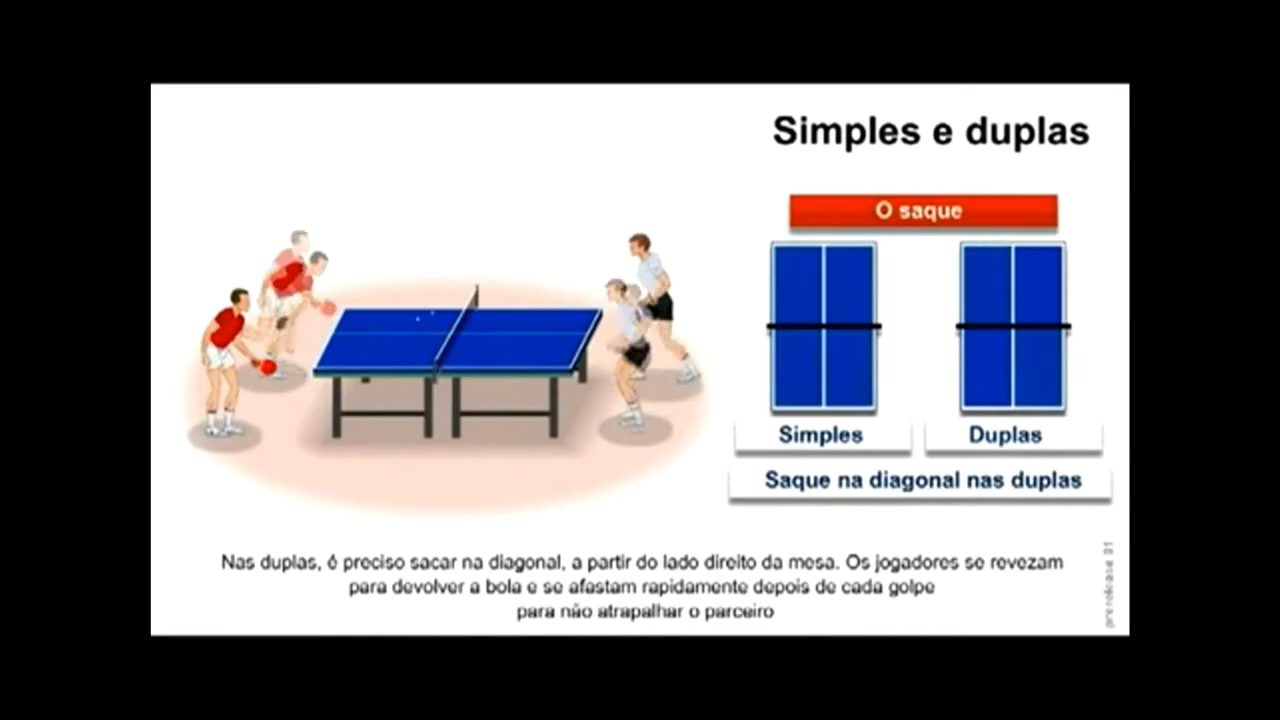 Simples e duplas
O saque
Simples
Duplas
Saque na diagonal nas duplas
Nas duplas, é preciso sacar na diagonal, a partir do lado direito da mesa. Os jogadores se revezam
para devolver a bola e se afastam rapidamente depois de cada golpe
para não atrapalhar o parceiro